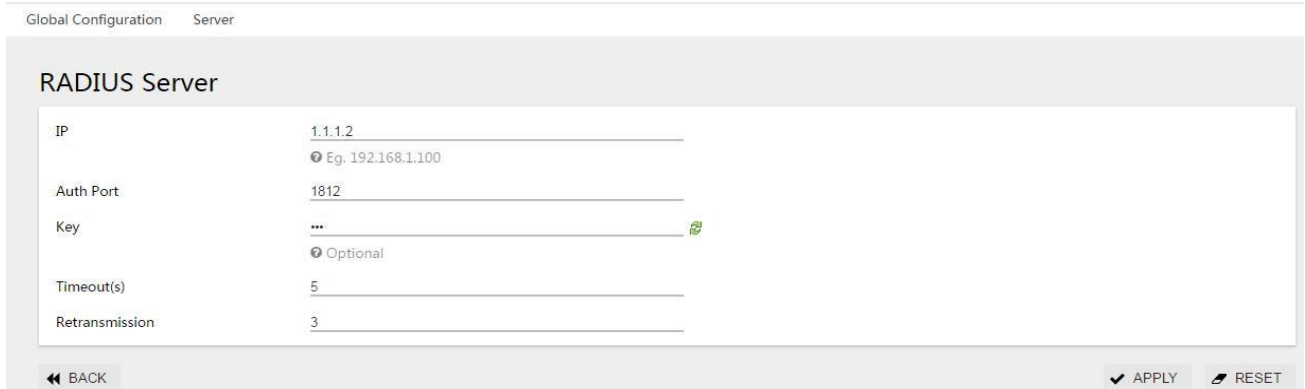 Global Configuration Server
RADIUS Server
IP 1.1.1.2
Eg. 192.168.1.100
Auth Port 1812
Key •••
Optional
Timeout(s) 5
Retransmission 3
BACK APPLY RESET